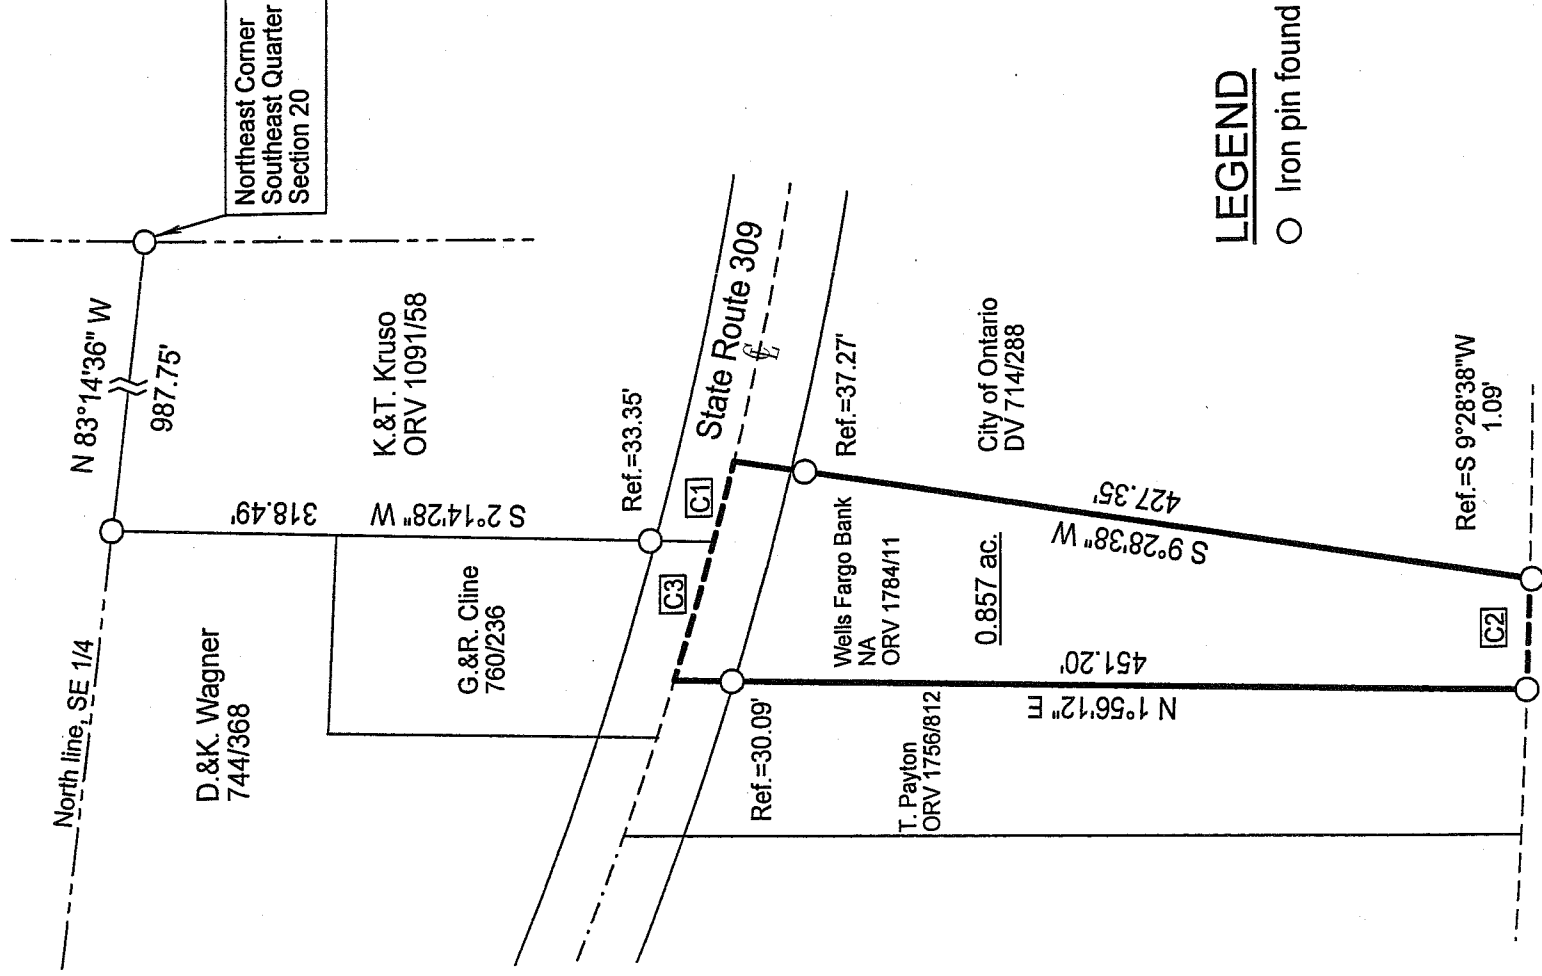 Northeast Corner
Southeast Quarter
Section 20
N 83°14'36" W
987.75'
North line, SE 1/4
D.&K. Wagner
744/368
K.&T. Kruso
ORV 1091/58
S 2°14'28" W 318.49'
G.&R. Cline
760/236
Ref.=33.35'
State Route 309
C1
C3
Ref.=37.27'
Ref.=30.09'
Wells Fargo Bank
NA
ORV 1784/11
0.857 ac.
City of Ontario
DV 714/288
T. Payton
ORV 1756/812
N 1°56'12" E
451.20'
S 9°28'38" W
427.35'
Ref.=S 9°28'38"W
1.09'
C2
LEGEND
Iron pin found